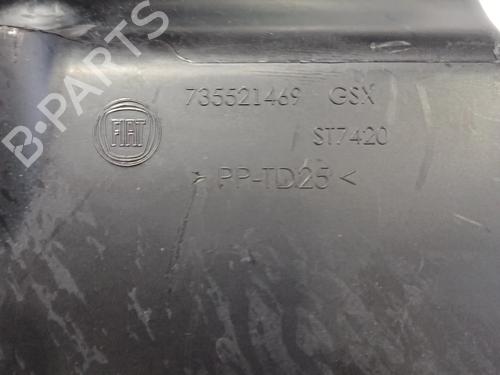 B-PARTS
735521469 GSX
FIAT
ST7420
> PP-TD25 <